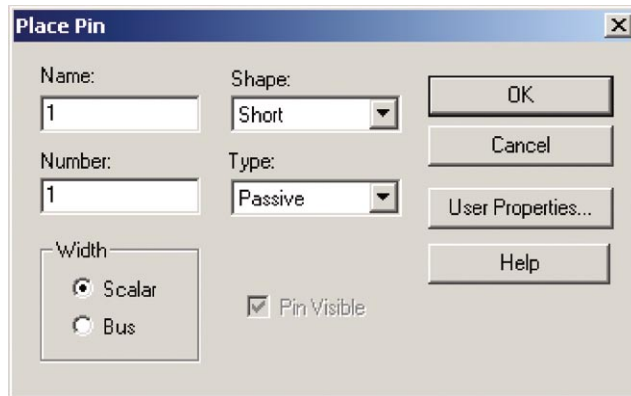 Place Pin
Name:
1
Shape:
Short
OK
Number:
1
Type:
Passive
Cancel
User Properties...
Width
Scalar
Bus
Pin Visible
Help